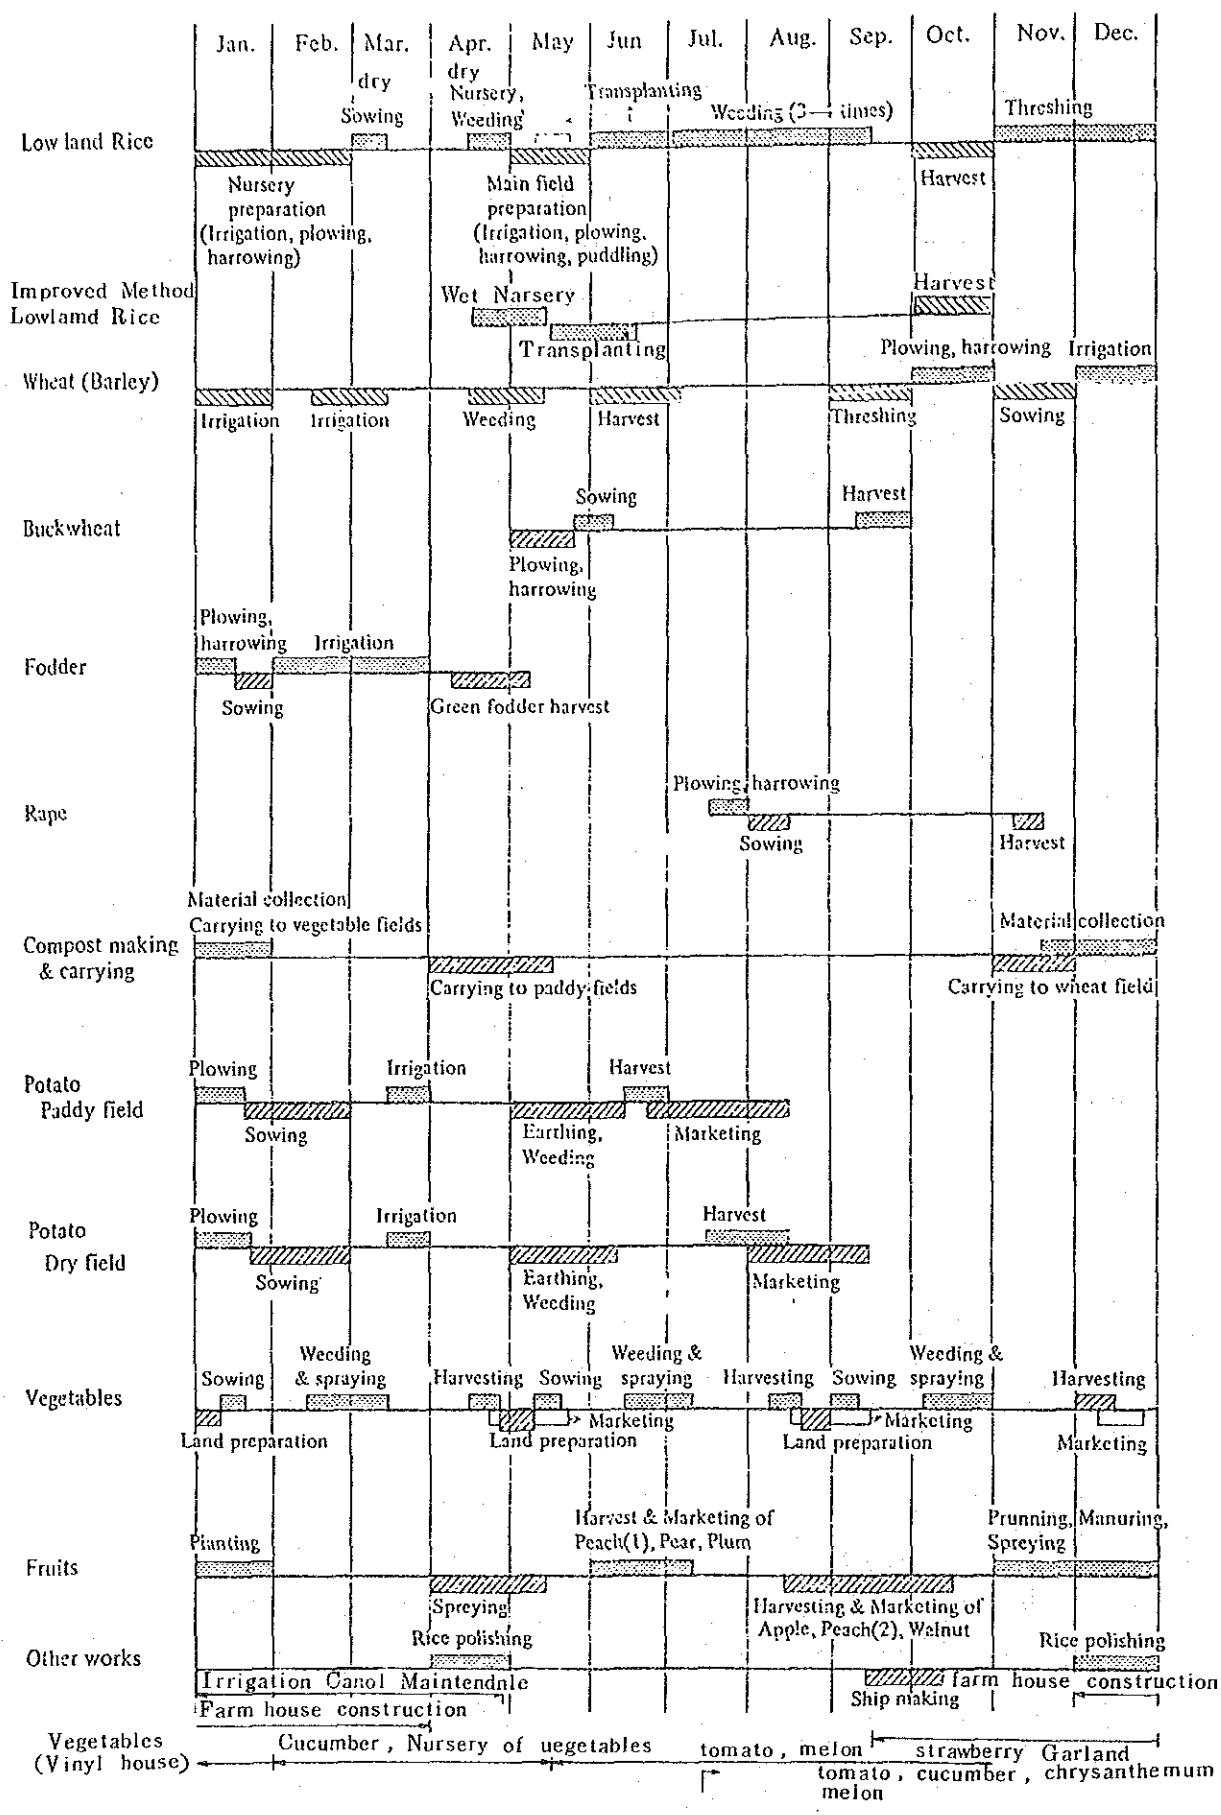 Jan. Feb. Mar. Apr. May Jun Jul. Aug. Sep. Oct. Nov. Dec.
dry
Sowing
dry
Nursery,
Weeding
Transplanting
Weeding (3-4 times)
Threshing
Low land Rice
Nursery
preparation
(Irrigation, plowing,
harrowing)
Main field
preparation
(Irrigation, plowing,
harrowing, puddling)
Harvest
Improved Method
Lowlamd Rice
Wet Narsery
Transplanting
Harvest
Plowing, harrowing Irrigation
Wheat (Barley)
Irrigation Irrigation Weeding Harvest Threshing Sowing
Sowing Harvest
Buckwheat
Plowing,
harrowing
Plowing,
harrowing Irrigation
Fodder
Sowing Green fodder harvest
Plowing, harrowing
Rape
Sowing Harvest
Material collection
Carrying to vegetable fields
Material collection
Compost making
& carrying
Carrying to paddy fields
Carrying to wheat field
Plowing Irrigation Harvest
Potato
Paddy field
Sowing
Earthing,
Weeding
Marketing
Plowing Irrigation Harvest
Potato
Dry field
Sowing
Earthing,
Weeding
Marketing
Sowing
Weeding
& spraying
Harvesting Sowing
Weeding &
spraying
Harvesting Sowing
Weeding &
spraying
Harvesting
Vegetables
Land preparation
Marketing
Land preparation
Marketing
Land preparation
Marketing
Pianting
Harvest & Marketing of
Peach(1), Pear, Plum
Prunning, Manuring,
Spreying
Fruits
Spreying
Harvesting & Marketing of
Apple, Peach(2), Walnut
Rice polishing Rice polishing
Other works
Irrigation Canol Maintendnle
Farm house construction
Ship making
farm house construction
Vegetables
(Vinyl house)
Cucumber, Nursery of uegetables
tomato, melon
strawberry Garland
tomato, cucumber, chrysanthemum
melon